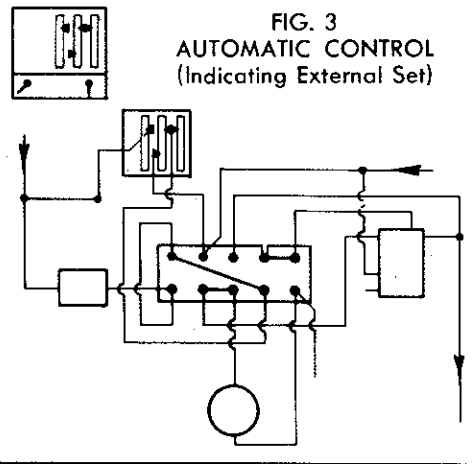 FIG. 3
AUTOMATIC CONTROL
(Indicating External Set)